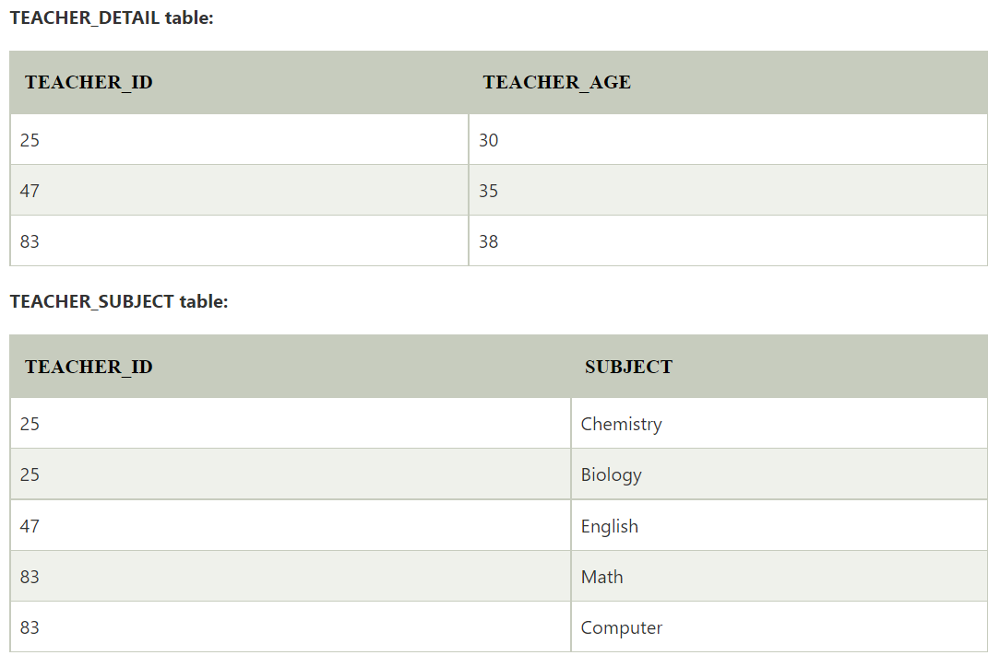 TEACHER_DETAIL table:
TEACHER_ID TEACHER_AGE
25 30
47 35
83 38
TEACHER_SUBJECT table:
TEACHER_ID SUBJECT
25 Chemistry
25 Biology
47 English
83 Math
83 Computer